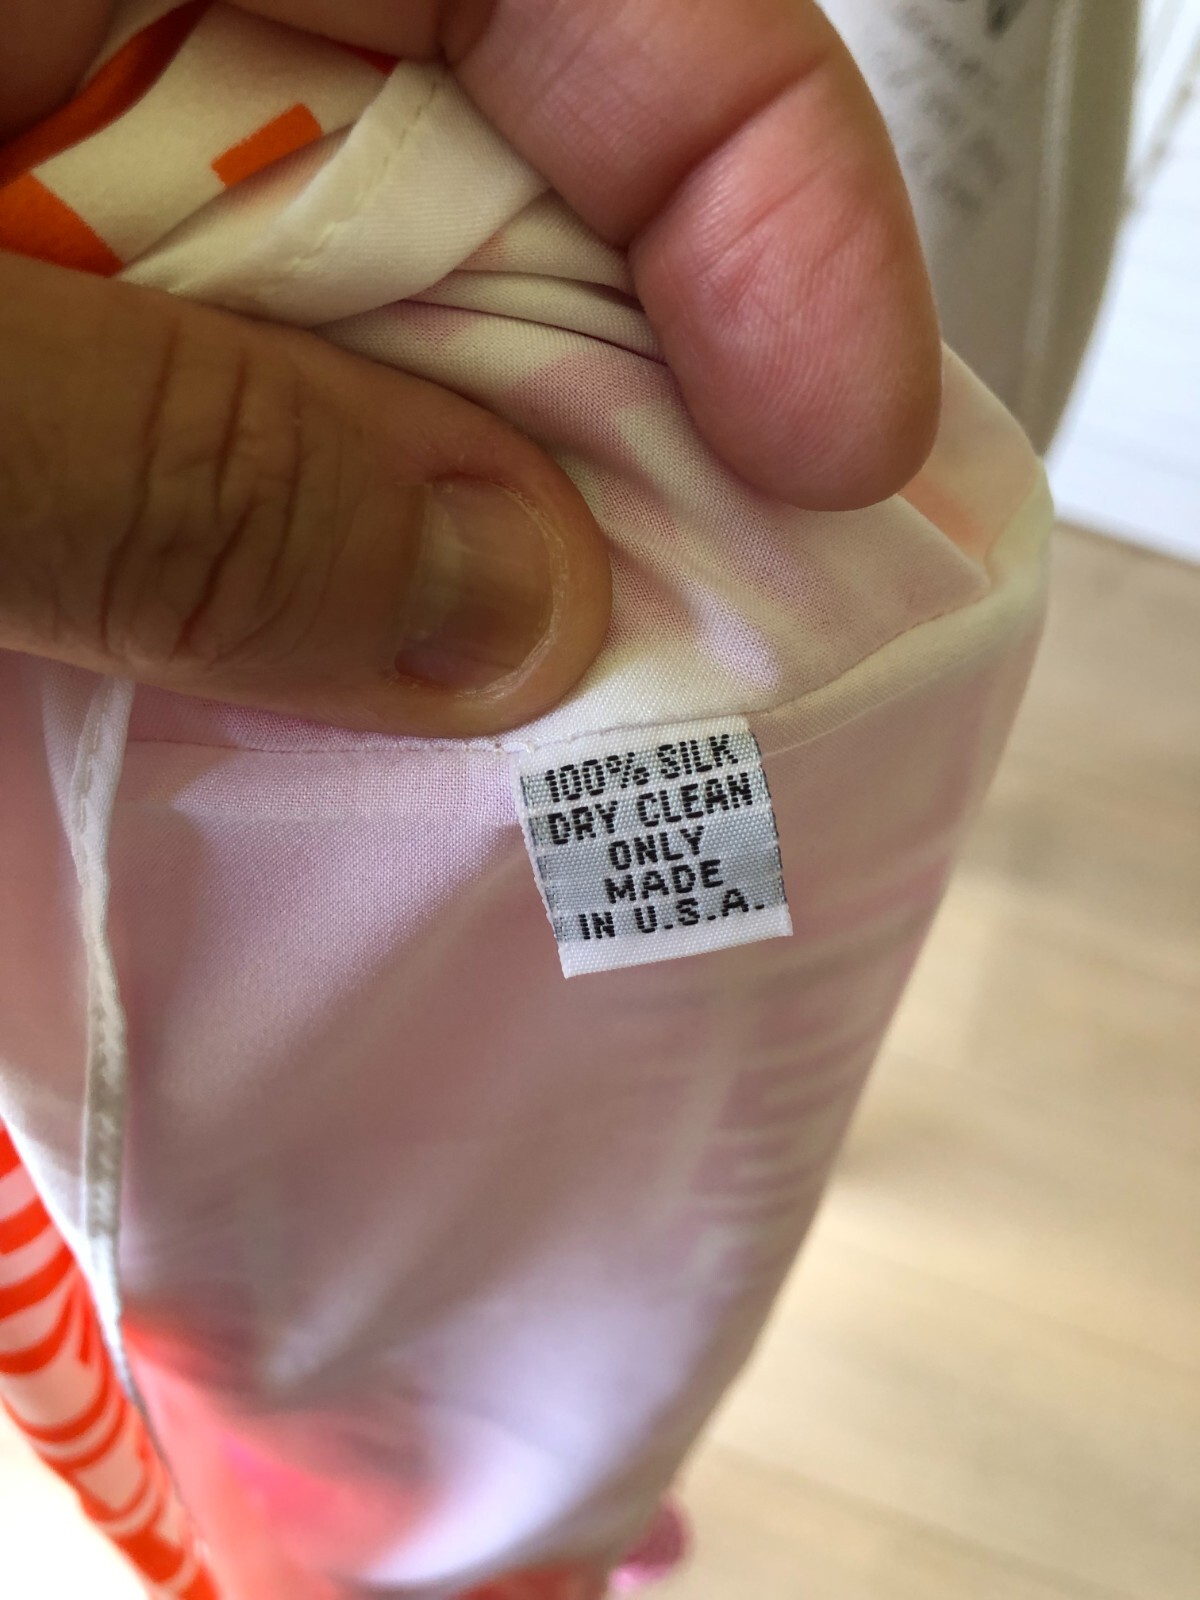 100% SILK
DRY CLEAN
ONLY
MADE
IN U.S.A.